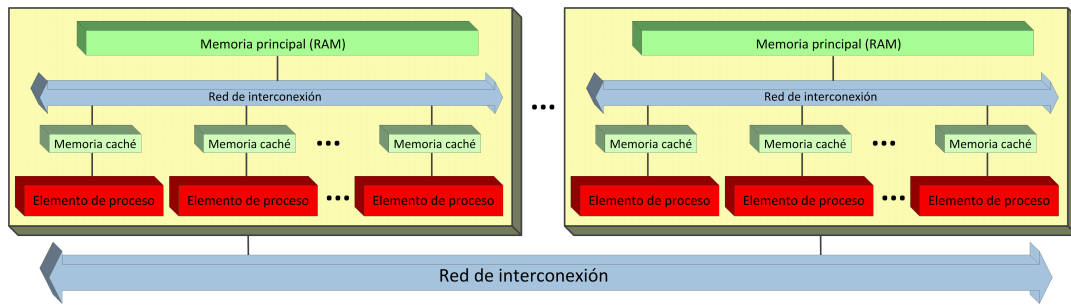 Memoria principal (RAM)
Red de interconexión
Memoria caché
Memoria caché
...
Memoria caché
Elemento de proceso
Elemento de proceso
...
Elemento de proceso
...
Memoria principal (RAM)
Red de interconexión
Memoria caché
Memoria caché
...
Memoria caché
Elemento de proceso
Elemento de proceso
...
Elemento de proceso
Red de interconexión